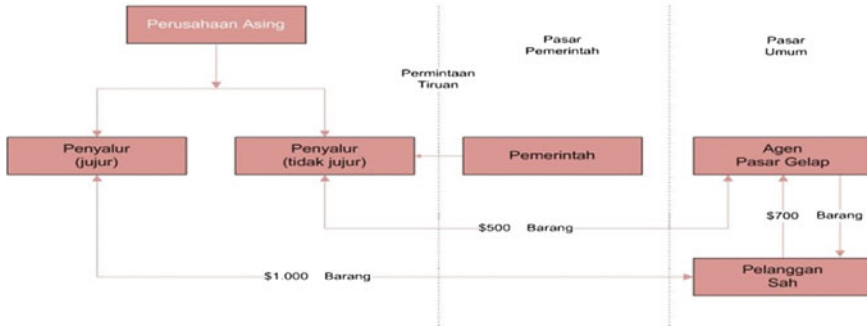 Perusahaan Asing
Pasar
Pemerintah
Pasar
Umum
Permintaan
Tiruan
Penyalur
(jujur)
Penyalur
(tidak jujur)
Pemerintah
Agen
Pasar Gelap
$700 Barang
$500 Barang
$1.000 Barang
Pelanggan
Sah